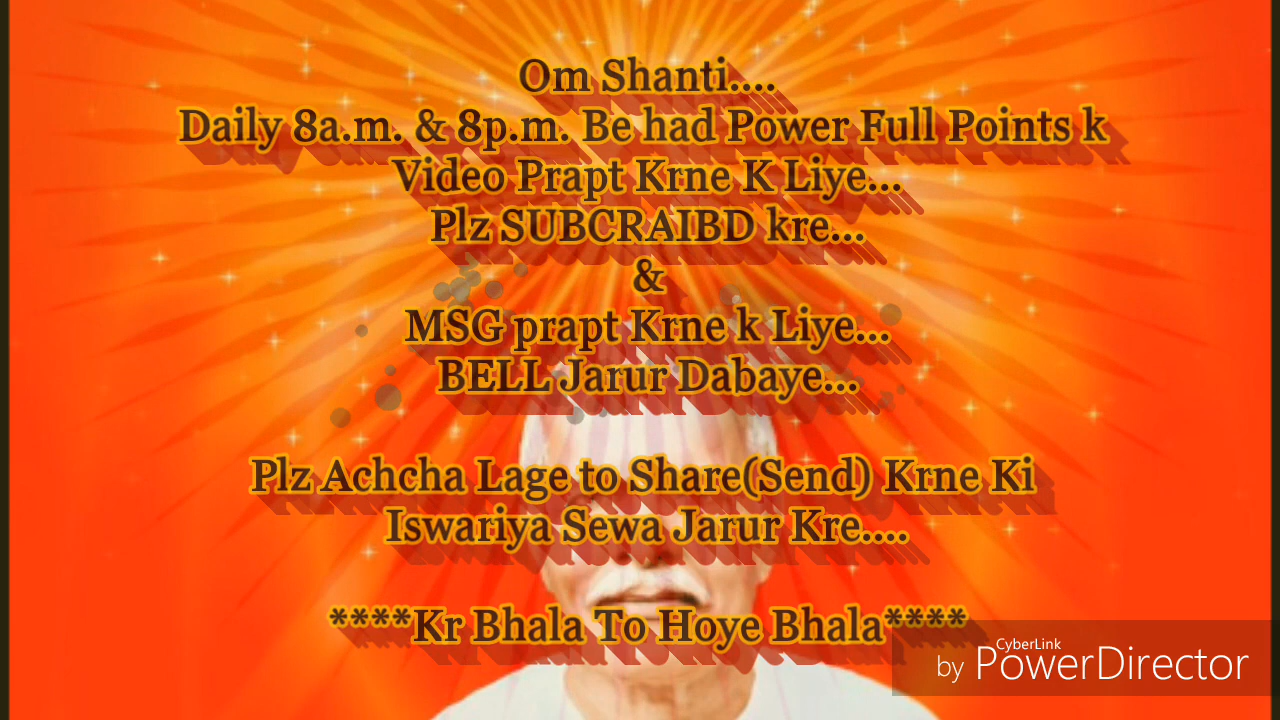 Om Shanti....
Daily 8a.m. & 8p.m. Be had Power Full Points k
Video Prapt Krne K Liye...
Plz SUBCRAIBD kre...
&
MSG prapt Krne k Liye...
BELL Jarur Dabaye...
Plz Achcha Lage to Share(Send) Krne Ki
Iswariya Sewa Jarur Kre....
****Kr Bhala To Hoye Bhala****
CyberLink
by PowerDirector